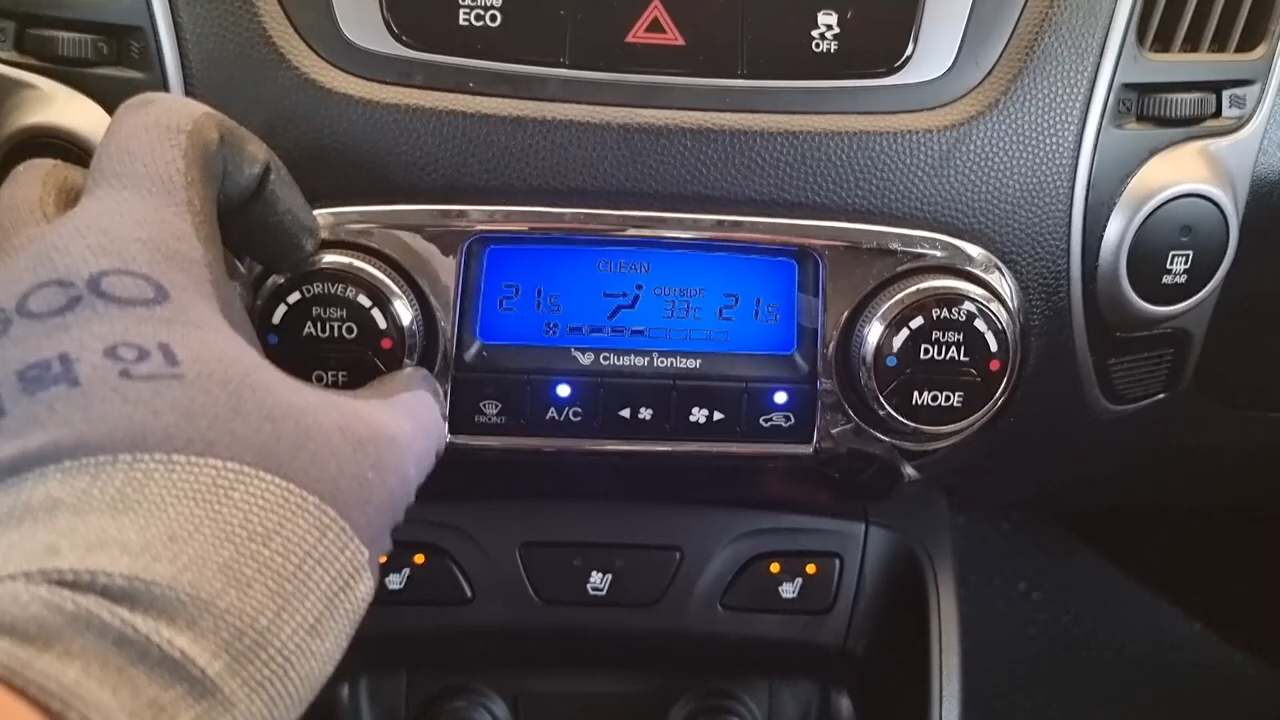 active
ECO
OFF
CLEAN
21.5
OUTSIDE
33℃
21.5
Cluster ionizer
DRIVER
PUSH
AUTO
OFF
PASS
PUSH
DUAL
MODE
FRONT
A/C
REAR